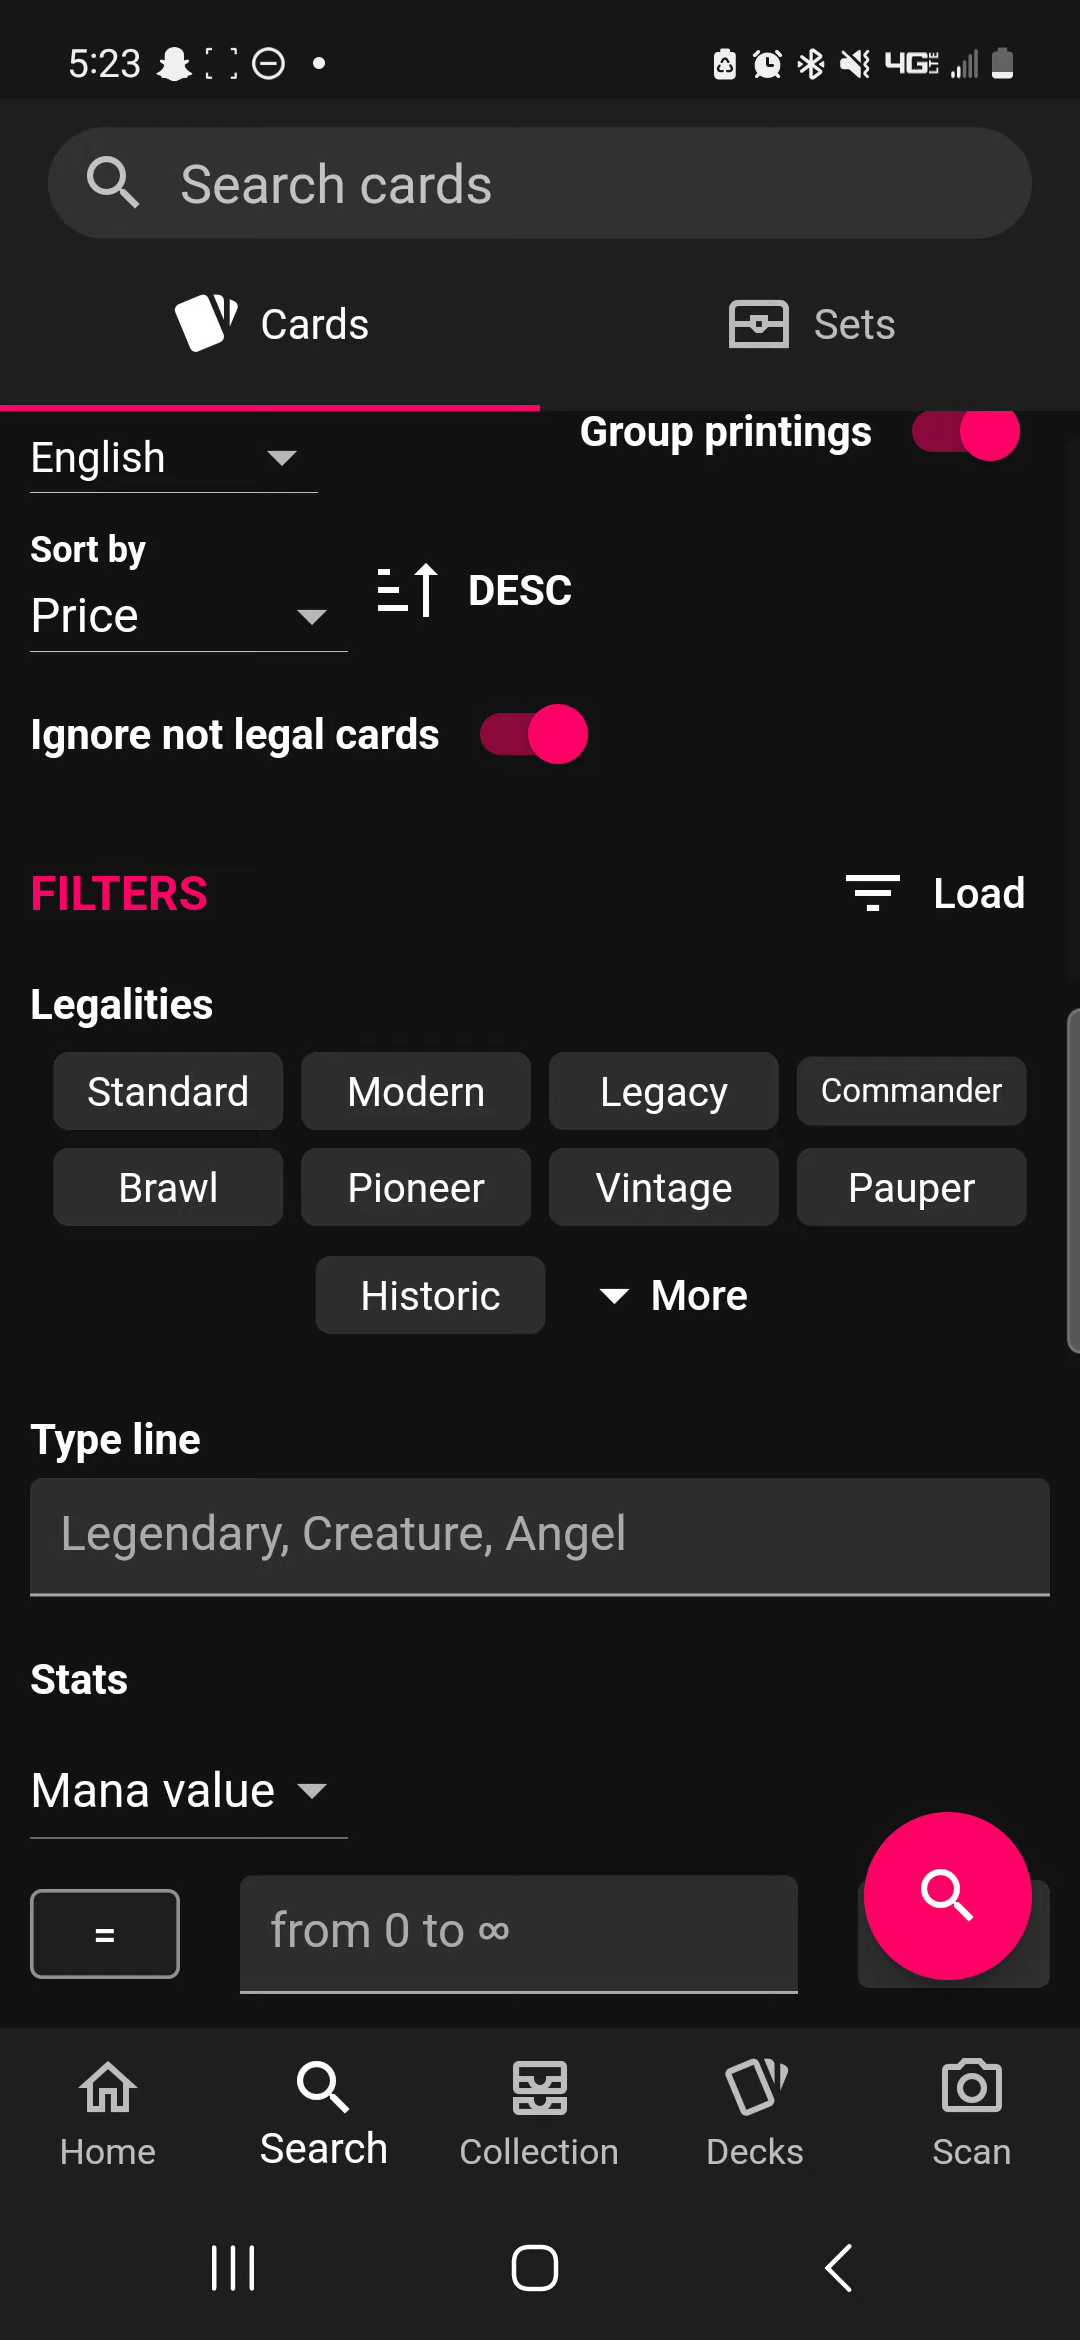 5:23 4G LTE
Search cards
Cards Sets
English Group printings
Sort by
Price DESC
Ignore not legal cards
FILTERS Load
Legalities
Standard Modern Legacy Commander
Brawl Pioneer Vintage Pauper
Historic More
Type line
Legendary, Creature, Angel
Stats
Mana value
= from 0 to ∞
Home Search Collection Decks Scan